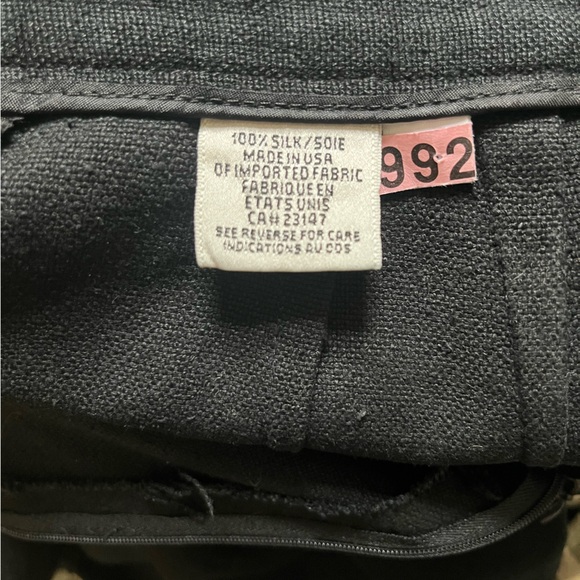 100% SILK/SOIE
MADE IN USA
OF IMPORTED FABRIC
FABRIQUE EN
ETATS UNIS
CA# 23147
SEE REVERSE FOR CARE
INDICATIONS AU DOS
992